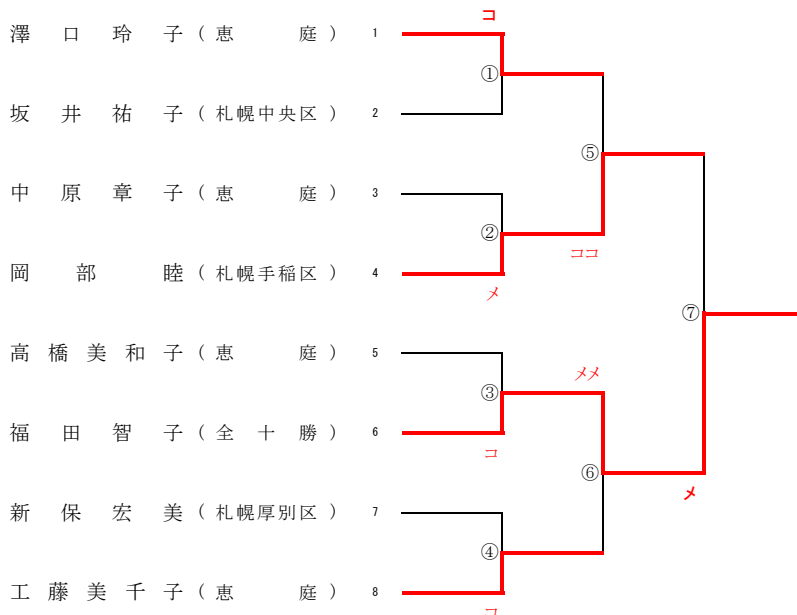 コ
澤口玲子(恵庭) 1
①
坂井祐子(札幌中央区) 2
⑤
中原章子(恵庭) 3
②
ココ
岡部睦(札幌手稲区) 4
メ
⑦
高橋美和子(恵庭) 5
メメ
③
福田智子(全十勝) 6
コ
⑥
メ
新保宏美(札幌厚別区) 7
④
工藤美千子(恵庭) 8
コ